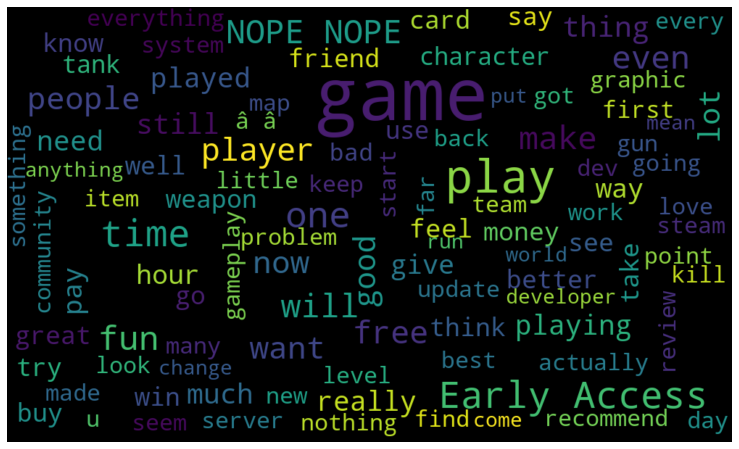 everything
NOPE NOPE
card
say
thing
every
know
system
friend
character
even
tank
played
game
graphic
people
map
put
got
first
lot
still
â â
use
back
make
gun
mean
something
need
player
bad
dev
going
anything
well
little
keep
start
play
way
item
weapon
far
team
work
love
community
time
one
feel
run
money
steam
gameplay
problem
good
see
world
point
hour
now
give
better
take
kill
pay
go
will
update
developer
review
great
fun
many
want
free
think
playing
try
look
change
level
best
actually
made
win
much
new
really
Early Access
buy
u
seem
server
nothing
find
come
recommend
day